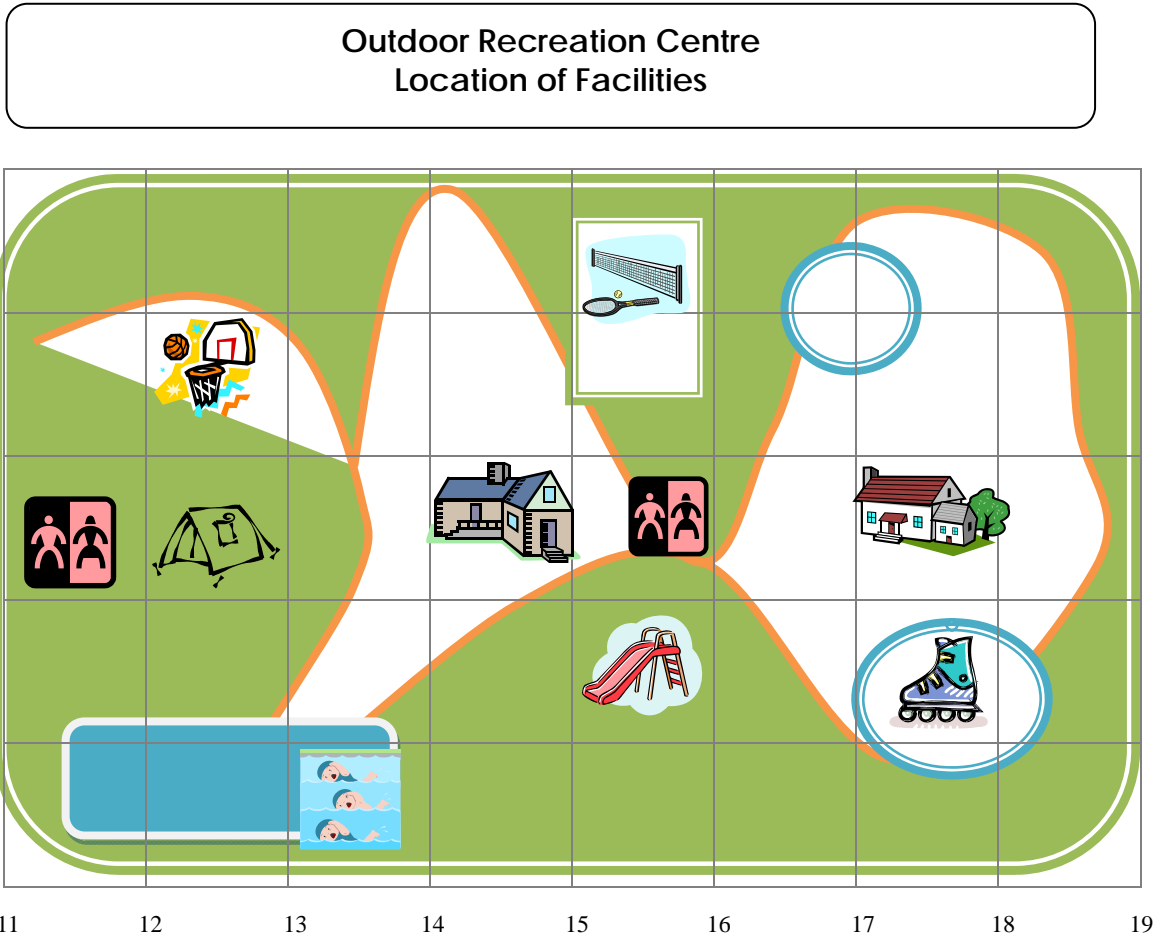 Outdoor Recreation Centre
Location of Facilities
11 12 13 14 15 16 17 18 19